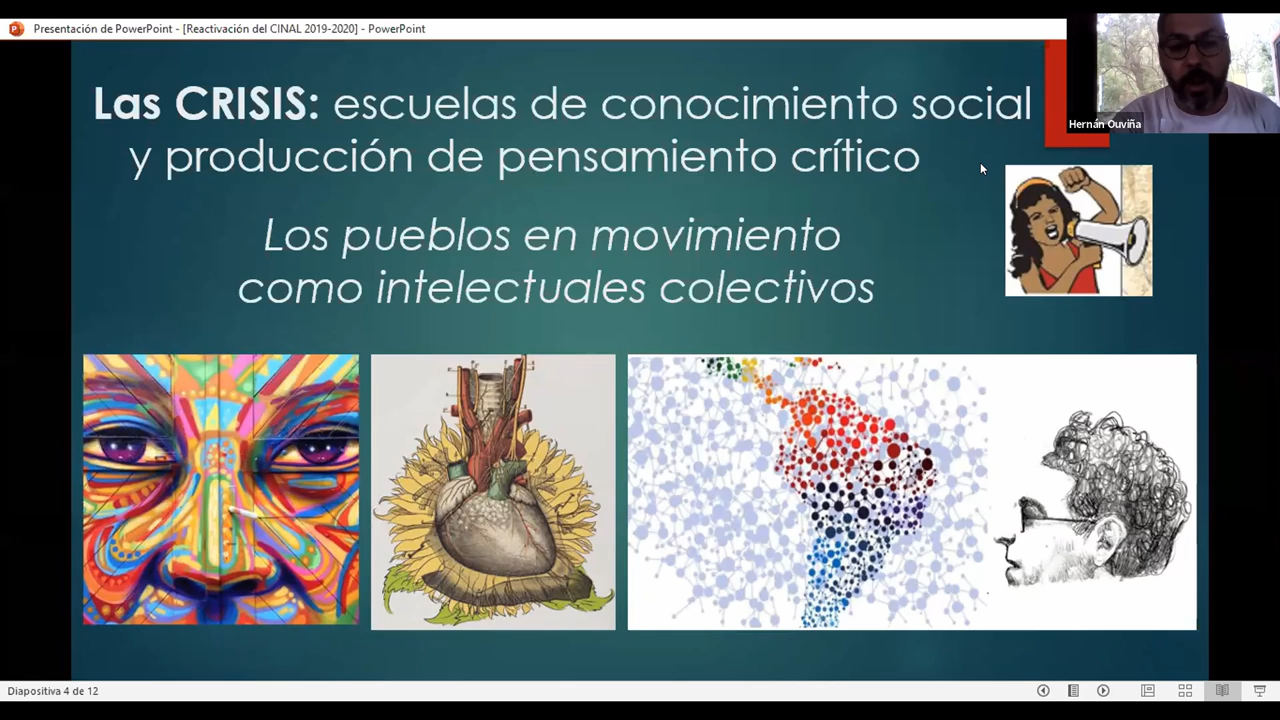 Presentación de PowerPoint - [Reactivación del CINAL 2019-2020] - PowerPoint
Hernán Ouviña
Las CRISIS: escuelas de conocimiento social
y producción de pensamiento crítico
Los pueblos en movimiento
como intelectuales colectivos
Diapositiva 4 de 12